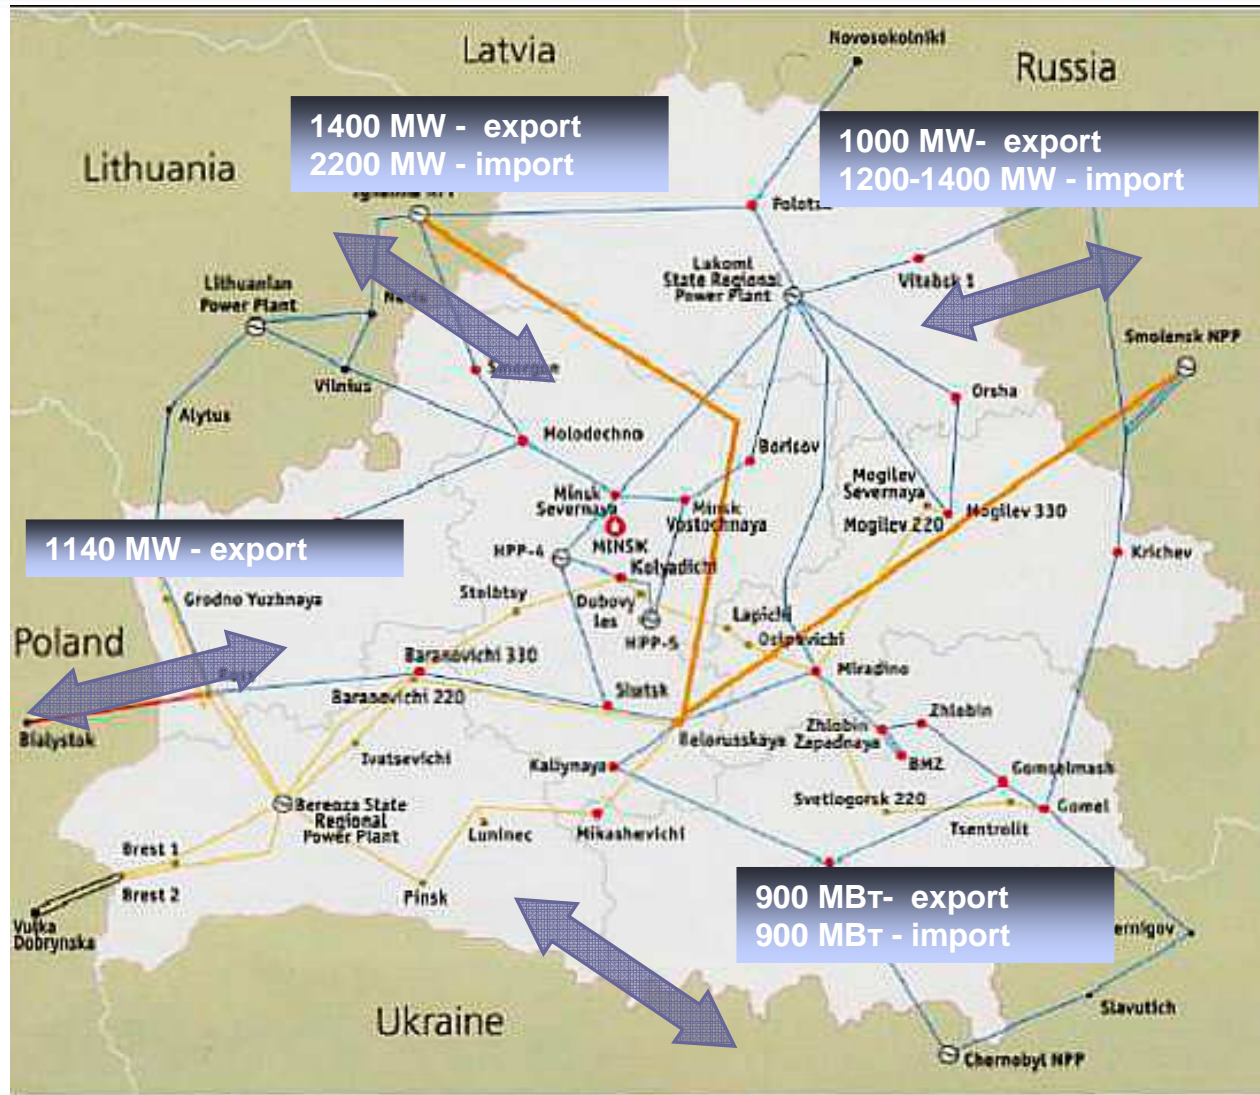 Latvia
Novosokolniki
Russia
1400 MW - export
2200 MW - import
1000 MW- export
1200-1400 MW - import
Lithuania
Lakoml
State Regional
Power Plant
Vitebsk 1
Lithuanian
Power Plant
Smolensk NPP
Vilnius
Orsha
Alytus
Molodechno
Borisov
Mogilev
Severnaya
Minsk
Severnaya
Minsk
Vostochnaya
Mogilev 220
Mogilev 330
1140 MW - export
HPP-4
MINSK
Krichev
Kolyadichi
Grodno Yuzhnaya
Stolbtsy
Dubovy
les
Lapichi
HPP-5
Osipovichi
Poland
Baranovichi 330
Miradino
Baranovichi 220
Slutsk
Bialystok
Belorusskaya
Zhlobin
Zapadnaya
Zhlobin
Ivatsevichi
Kaliynaya
BMZ
Gomselmash
Bereoza State
Regional
Power Plant
Svetlogorsk 220
Gomel
Luninec
Mikashevichi
Tsentrolit
Brest 1
Brest 2
Pinsk
900 МВт- export
900 МВт - import
Vulka
Dobrynska
ernigov
Ukraine
Slavutich
Chernobyl NPP